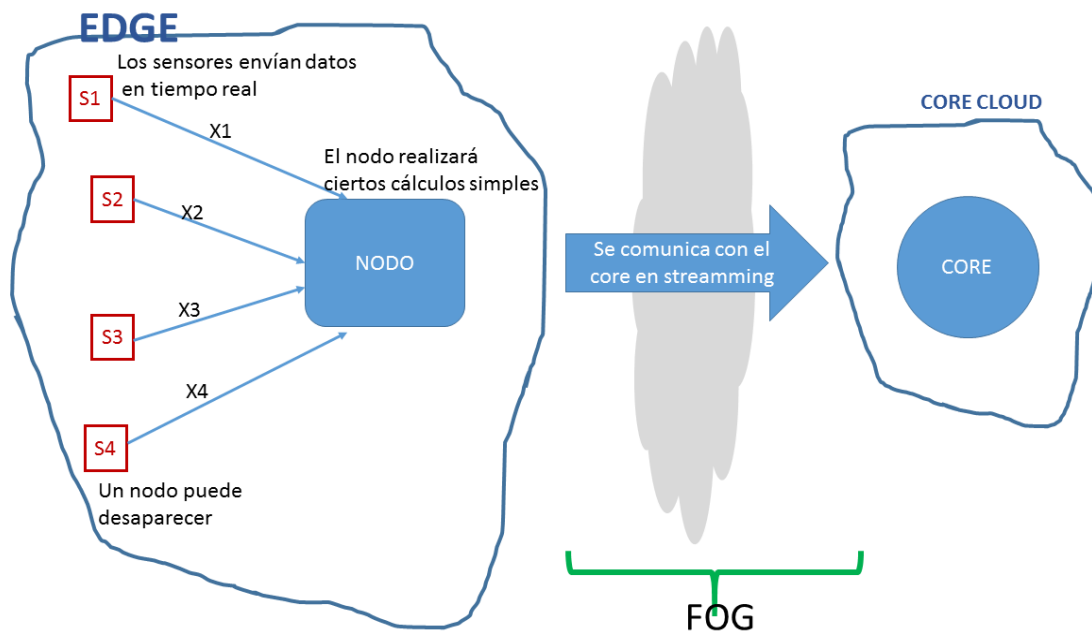 EDGE
Los sensores envían datos
en tiempo real
S1
X1
El nodo realizará
ciertos cálculos simples
S2
X2
NODO
S3
X3
X4
S4
Un nodo puede
desaparecer
Se comunica con el
core en streamming
FOG
CORE CLOUD
CORE